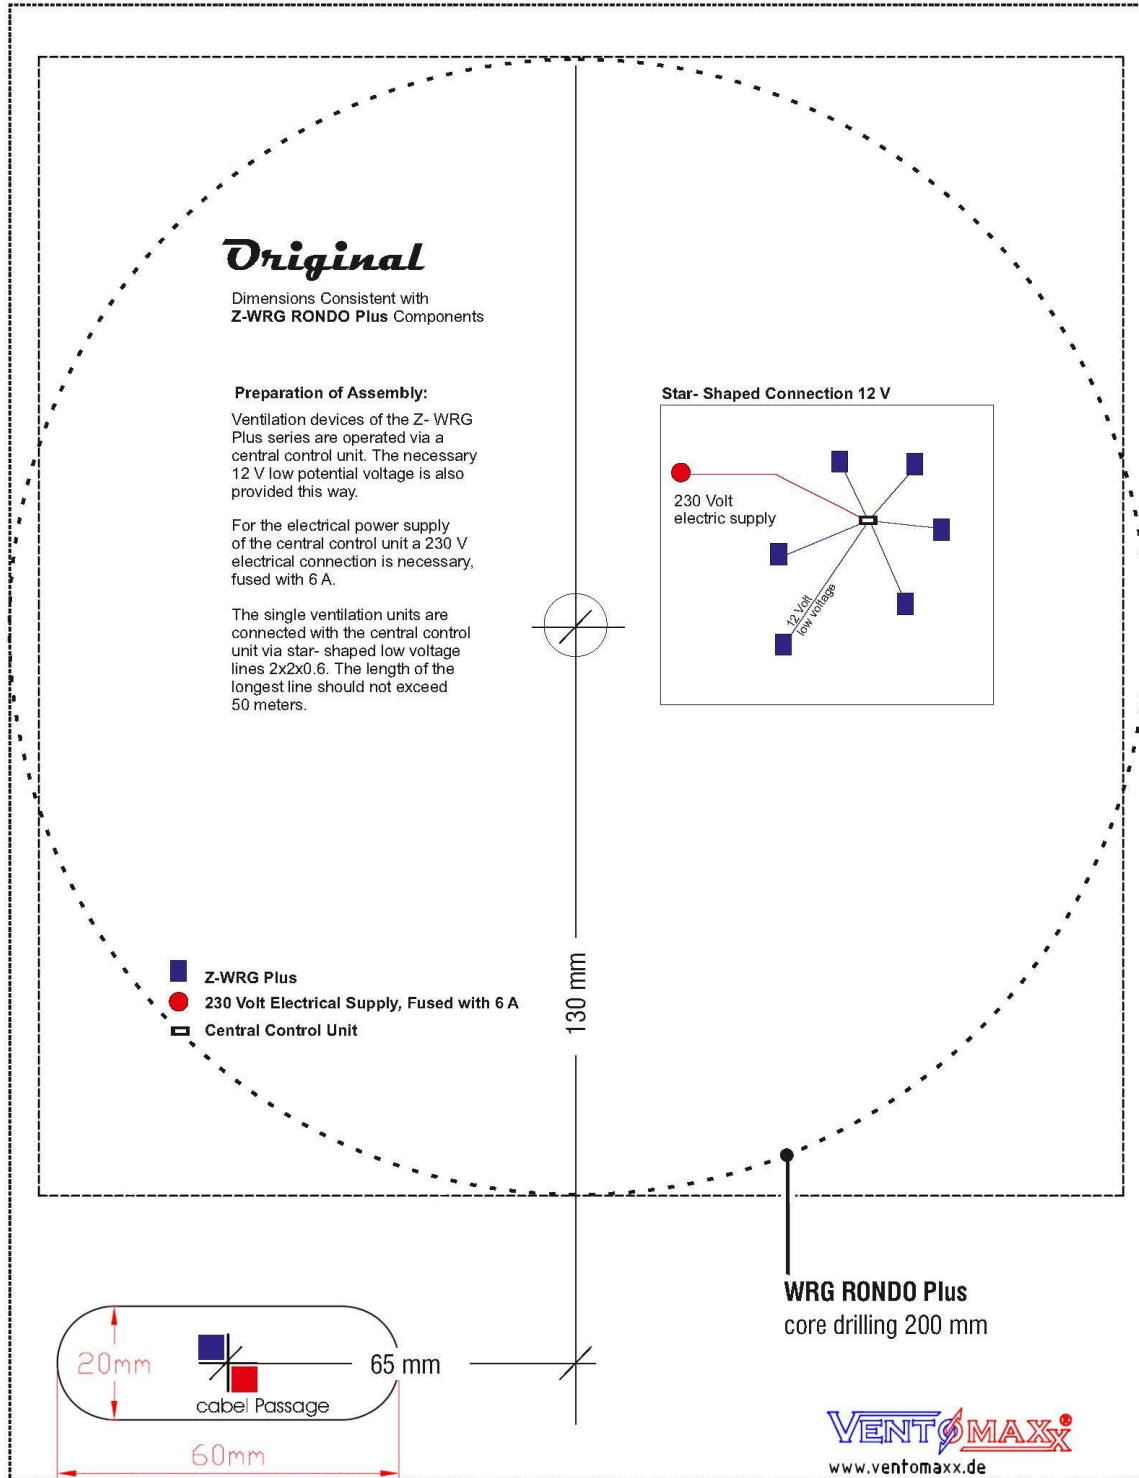 Original
Dimensions Consistent with
Z-WRG RONDO Plus Components
Preparation of Assembly:
Ventilation devices of the Z- WRG
Plus series are operated via a
central control unit. The necessary
12 V low potential voltage is also
provided this way.
For the electrical power supply
of the central control unit a 230 V
electrical connection is necessary,
fused with 6 A.
The single ventilation units are
connected with the central control
unit via star- shaped low voltage
lines 2x2x0.6. The length of the
longest line should not exceed
50 meters.
Star- Shaped Connection 12 V
230 Volt
electric supply
12 Volt
low voltage
Z-WRG Plus
230 Volt Electrical Supply, Fused with 6 A
Central Control Unit
130 mm
WRG RONDO Plus
core drilling 200 mm
20mm
65 mm
cabel Passage
60mm
VENTOMAXX®
www.ventomaxx.de